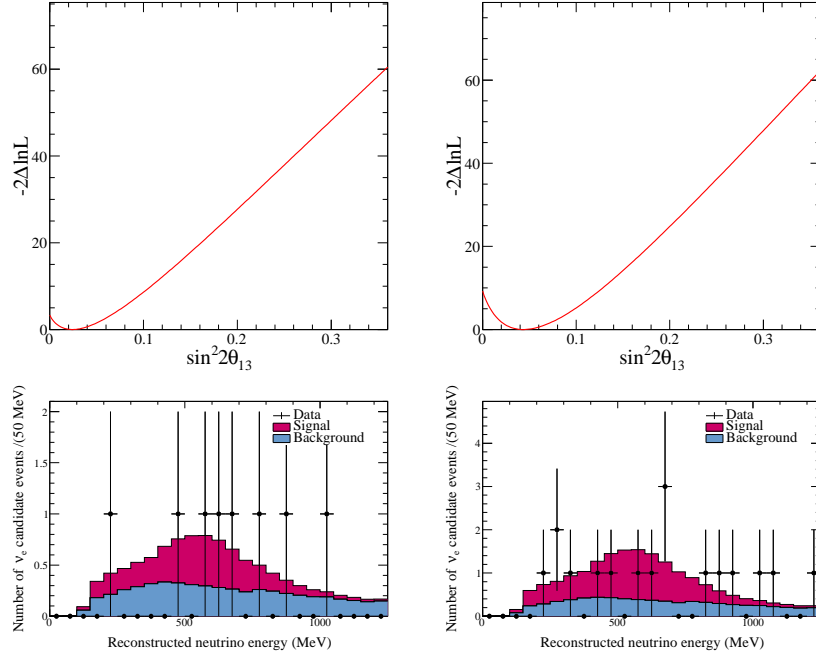 -2ΔlnL
60
40
20
0
0
0.1
0.2
0.3
sin²2θ₁₃
-2ΔlnL
60
40
20
0
0
0.1
0.2
0.3
sin²2θ₁₃
Number of νₑ candidate events /(50 MeV)
2
1.5
1
0.5
0
0
500
1000
Data
Signal
Background
Reconstructed neutrino energy (MeV)
Number of νₑ candidate events /(50 MeV)
4
3
2
1
0
0
500
1000
Data
Signal
Background
Reconstructed neutrino energy (MeV)